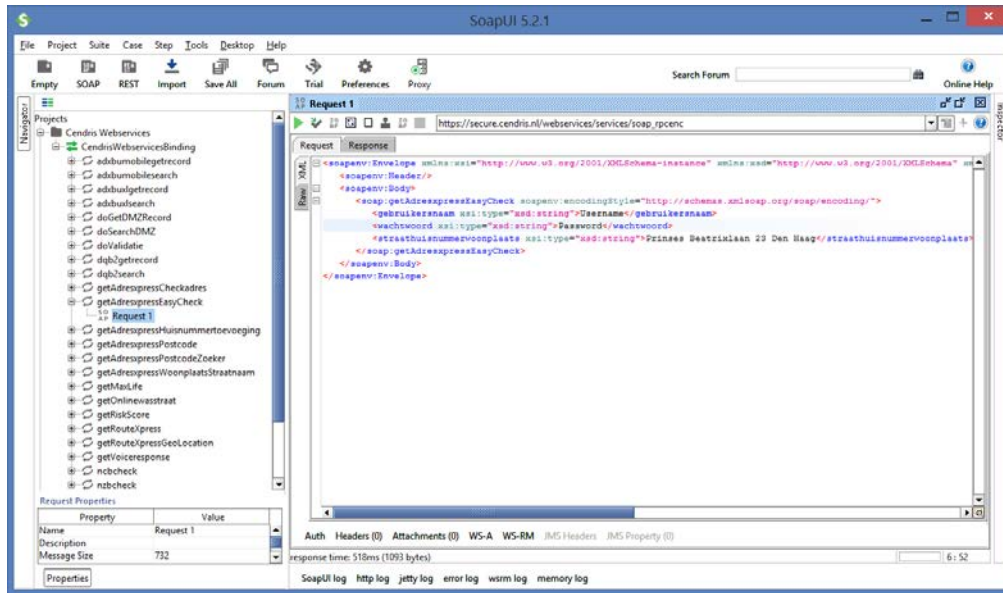 SoapUI 5.2.1
File Project Suite Case Step Tools Desktop Help
Empty SOAP REST Import Save All Forum Trial Preferences Proxy
Search Forum
Online Help
Navigator
Projects
Cendris Webservices
CendrisWebservicesBinding
adxbumobilegetrecord
adxbumobilesearch
adxbuxlgetrecord
adxbuxlsearch
doGetDMZRecord
doSearchDMZ
doValidatie
dqb2getrecord
dqb2search
getAdresxpressCheckadres
getAdresxpressEasyCheck
Request 1
getAdresxpressHuisnummertoevoeging
getAdresxpressPostcode
getAdresxpressPostcodeZoeker
getAdresxpressWoonplaatsStraatnaam
getMaxLife
getOnlinewasstraat
getRiskScore
getRouteXpress
getRouteXpressGeoLocation
getVoiceresponse
ncbcheck
nzbcheck
Request Properties
Property Value
Name Request 1
Description
Message Size 732
Properties
Request 1
https://secure.cendris.nl/webservices/services/soap_rpcenc
Request Response
XML
Raw
<soapenv:Envelope xmlns:xsi="http://www.w3.org/2001/XMLSchema-instance" xmlns:xsd="http://www.w3.org/2001/XMLSchema" xm
<soapenv:Header/>
<soapenv:Body>
<soap:getAdresxpressEasyCheck soapenv:encodingStyle="http://schemas.xmlsoap.org/soap/encoding/">
<gebruikersnaam xsi:type="xsd:string">Username</gebruikersnaam>
<wachtwoord xsi:type="xsd:string">Password</wachtwoord>
<straathuisnummerwoonplaats xsi:type="xsd:string">Prinses Beatrixlaan 23 Den Haag</straathuisnummerwoonplaats>
</soap:getAdresxpressEasyCheck>
</soapenv:Body>
</soapenv:Envelope>
Auth Headers (0) Attachments (0) WS-A WS-RM JMS Headers JMS Property (0)
response time: 518ms (1093 bytes)
6 : 52
SoapUI log http log jetty log error log wsrm log memory log
Inspector